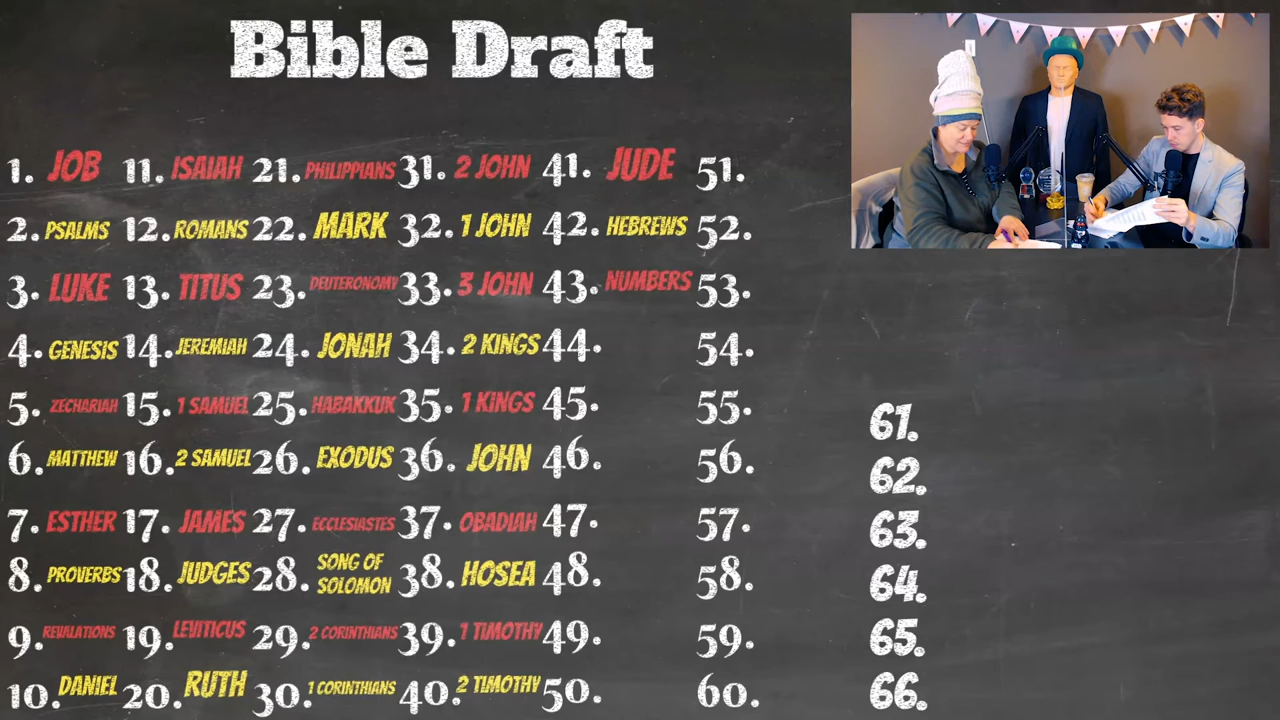 Bible Draft
1. JOB
2. PSALMS
3. LUKE
4. GENESIS
5. ZECHARIAH
6. MATTHEW
7. ESTHER
8. PROVERBS
9. REVALATIONS
10. DANIEL
11. ISAIAH
12. ROMANS
13. TITUS
14. JEREMIAH
15. 1 SAMUEL
16. 2 SAMUEL
17. JAMES
18. JUDGES
19. LEVITICUS
20. RUTH
21. PHILIPPIANS
22. MARK
23. DEUTERONOMY
24. JONAH
25. HABAKKUK
26. EXODUS
27. ECCLESIASTES
28. SONG OF
SOLOMON
29. 2 CORINTHIANS
30. 1 CORINTHIANS
31. 2 JOHN
32. 1 JOHN
33. 3 JOHN
34. 2 KINGS
35. 1 KINGS
36. JOHN
37. OBADIAH
38. HOSEA
39. 1 TIMOTHY
40. 2 TIMOTHY
41. JUDE
42. HEBREWS
43. NUMBERS
44.
45.
46.
47.
48.
49.
50.
51.
52.
53.
54.
55.
56.
57.
58.
59.
60.
61.
62.
63.
64.
65.
66.